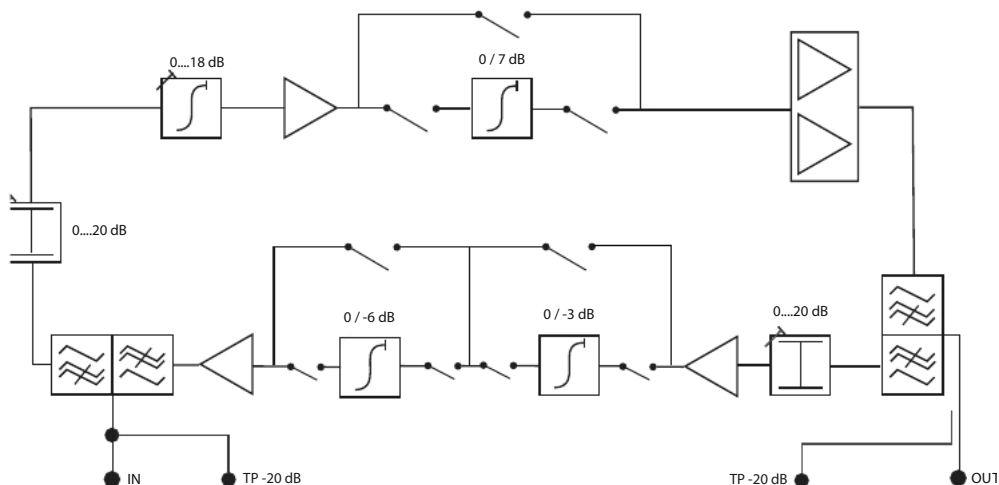 0....18 dB
0 / 7 dB
0....20 dB
0 / -6 dB
0 / -3 dB
0....20 dB
IN
TP -20 dB
TP -20 dB
OUT